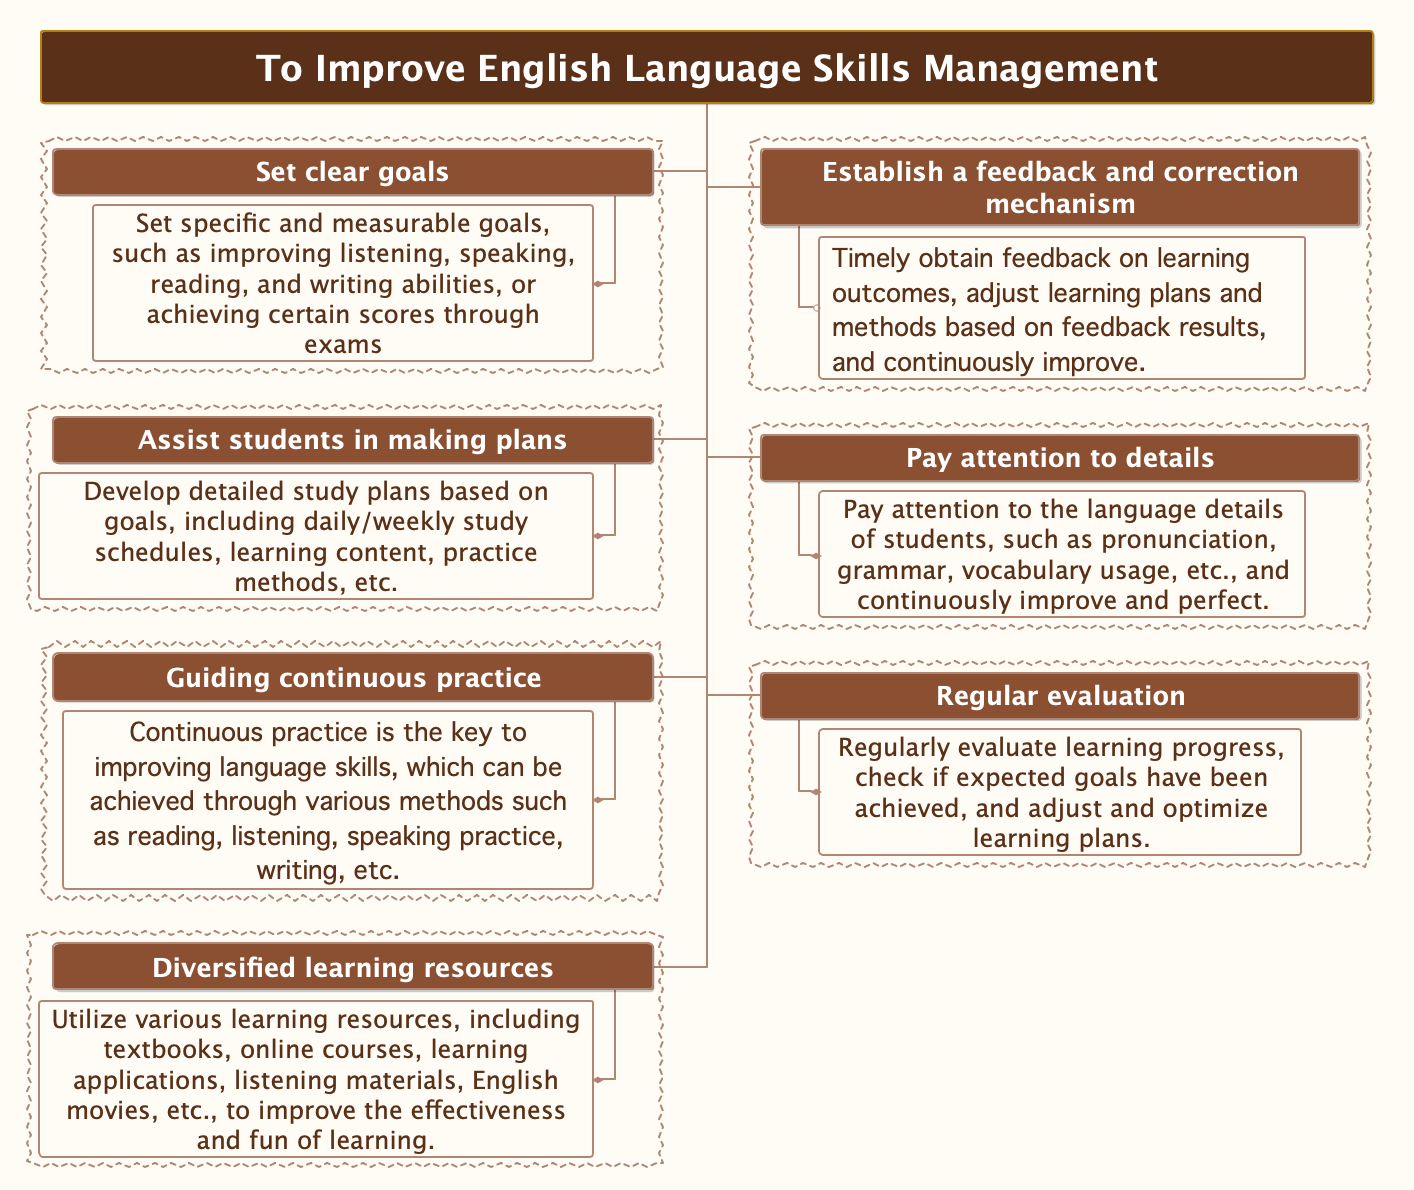 To Improve English Language Skills Management
Set clear goals
Set specific and measurable goals,
such as improving listening, speaking,
reading, and writing abilities, or
achieving certain scores through
exams
Assist students in making plans
Develop detailed study plans based on
goals, including daily/weekly study
schedules, learning content, practice
methods, etc.
Guiding continuous practice
Continuous practice is the key to
improving language skills, which can be
achieved through various methods such
as reading, listening, speaking practice,
writing, etc.
Diversified learning resources
Utilize various learning resources, including
textbooks, online courses, learning
applications, listening materials, English
movies, etc., to improve the effectiveness
and fun of learning.
Establish a feedback and correction
mechanism
Timely obtain feedback on learning
outcomes, adjust learning plans and
methods based on feedback results,
and continuously improve.
Pay attention to details
Pay attention to the language details
of students, such as pronunciation,
grammar, vocabulary usage, etc., and
continuously improve and perfect.
Regular evaluation
Regularly evaluate learning progress,
check if expected goals have been
achieved, and adjust and optimize
learning plans.